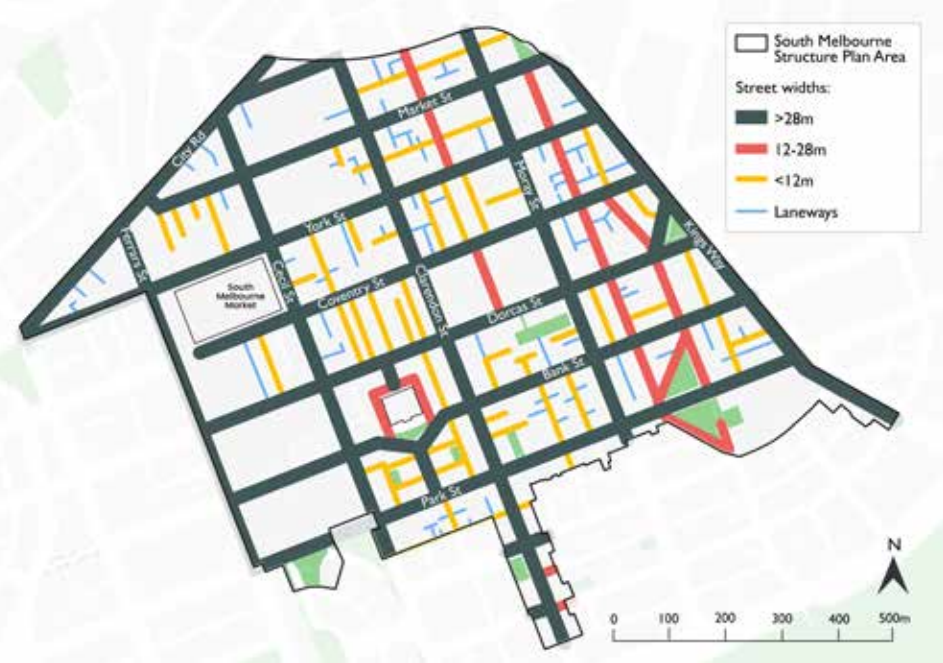 South Melbourne
Structure Plan Area
Street widths:
>28m
12-28m
<12m
Laneways
City Rd
Market St
Ferrars St
York St
Moray St
Kings Way
Cecil St
South
Melbourne
Market
Coventry St
Clarendon St
Dorcas St
Bank St
Park St
N
0 100 200 300 400 500m